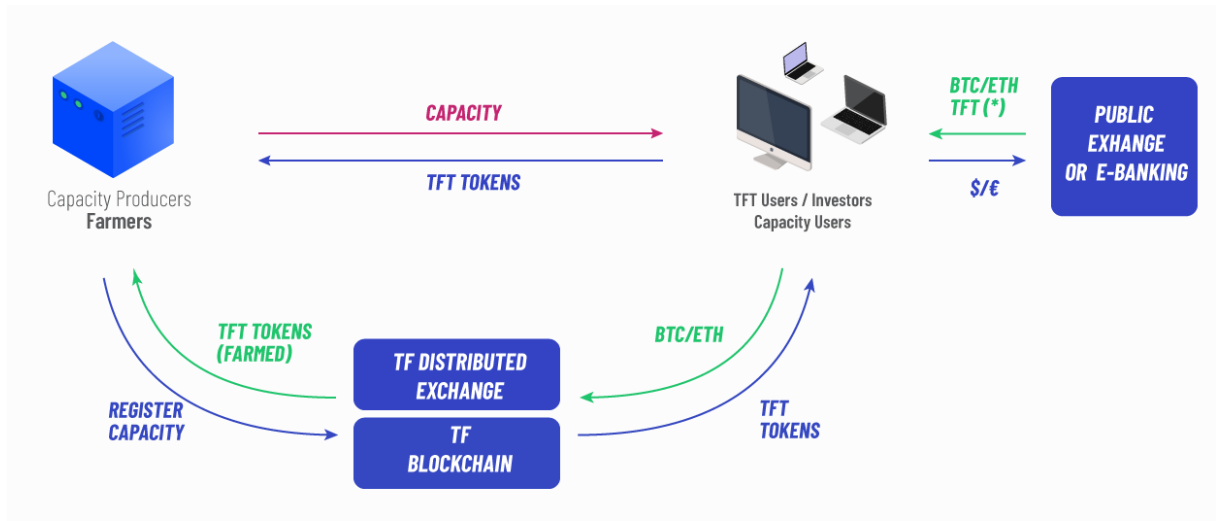 CAPACITY
TFT TOKENS
BTC/ETH
TFT (*)
$/€
PUBLIC
EXHANGE
OR E-BANKING
Capacity Producers
Farmers
TFT Users / Investors
Capacity Users
TFT TOKENS
(FARMED)
REGISTER
CAPACITY
TF DISTRIBUTED
EXCHANGE
TF
BLOCKCHAIN
BTC/ETH
TFT
TOKENS